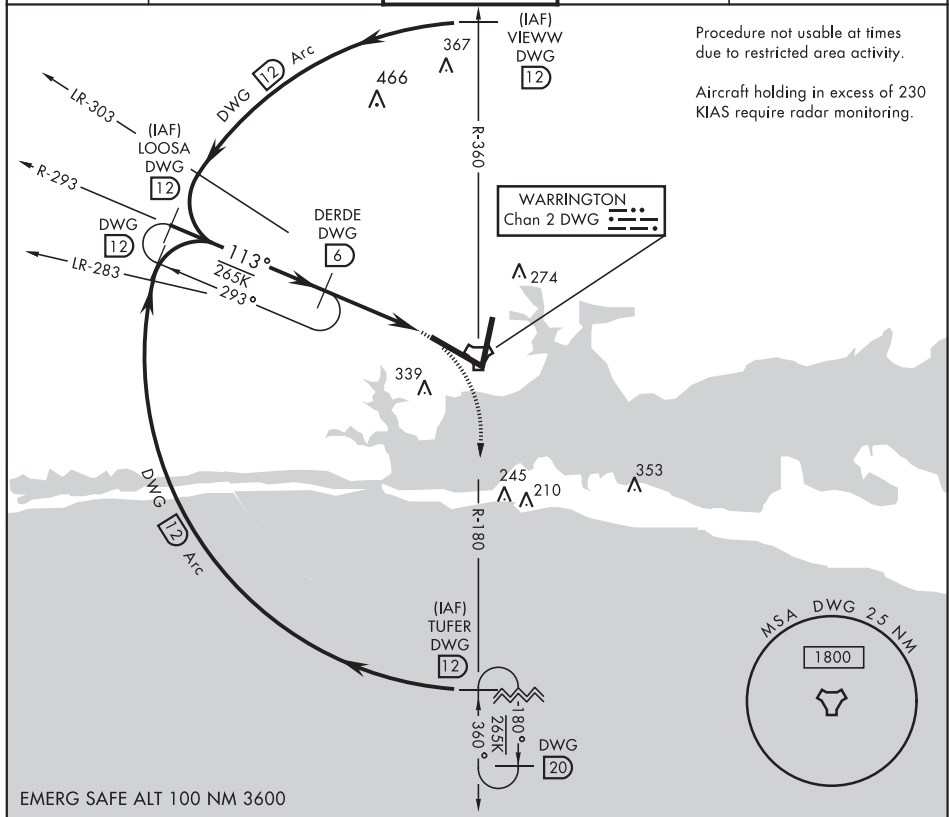 (IAF)
VIEWW
DWG
12
367
466
DWG 12 Arc
Procedure not usable at times
due to restricted area activity.
Aircraft holding in excess of 230
KIAS require radar monitoring.
LR-303
R-293
(IAF)
LOOSA
DWG
12
R-360
WARRINGTON
Chan 2 DWG
DERDE
DWG
6
DWG
12
LR-283
113°
265K
293°
274
339
245
210
353
R-180
DWG 12 Arc
(IAF)
TUFER
DWG
12
MSA DWG 25 NM
1800
360°
265K
180°
DWG
20
EMERG SAFE ALT 100 NM 3600